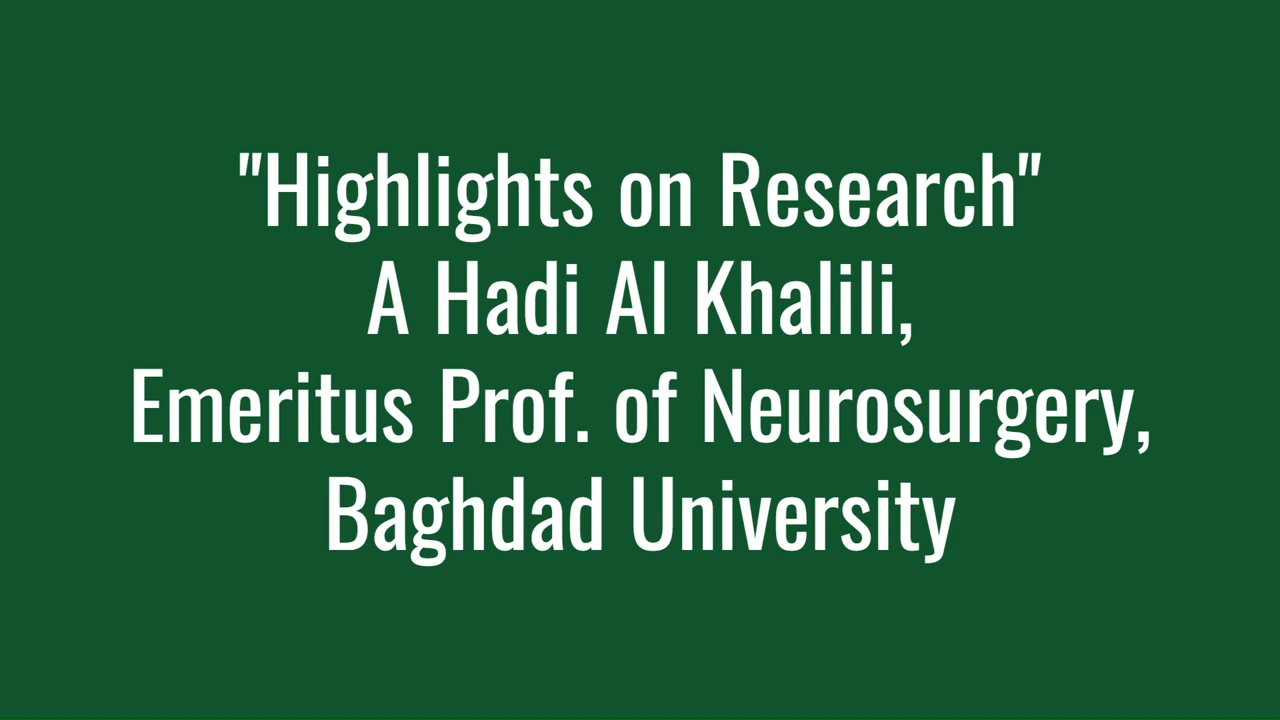 "Highlights on Research"
A Hadi Al Khalili,
Emeritus Prof. of Neurosurgery,
Baghdad University